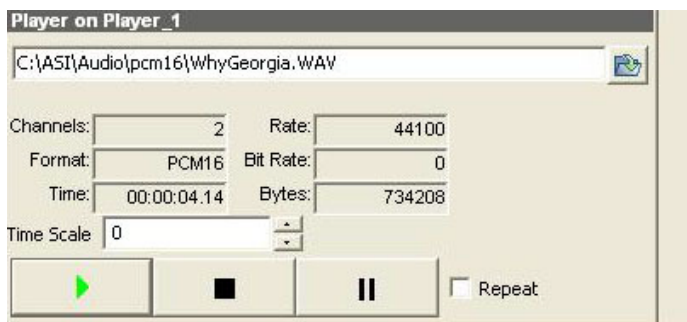 Player on Player_1
C:\ASI\Audio\pcm16\WhyGeorgia.WAV
Channels: 2 Rate: 44100
Format: PCM16 Bit Rate: 0
Time: 00:00:04.14 Bytes: 734208
Time Scale 0
Repeat